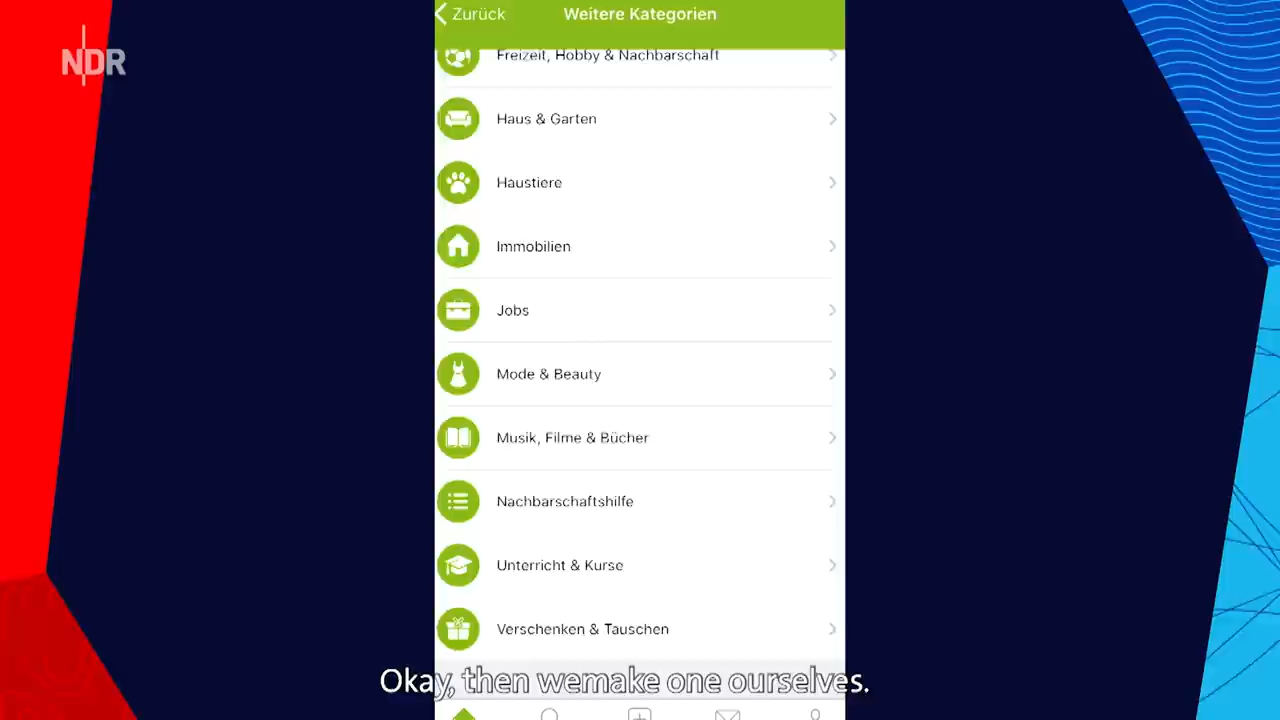 Zurück
Weitere Kategorien
NDR
Freizeit, Hobby & Nachbarschaft
Haus & Garten
Haustiere
Immobilien
Jobs
Mode & Beauty
Musik, Filme & Bücher
Nachbarschaftshilfe
Unterricht & Kurse
Verschenken & Tauschen
Okay, then wemake one ourselves.